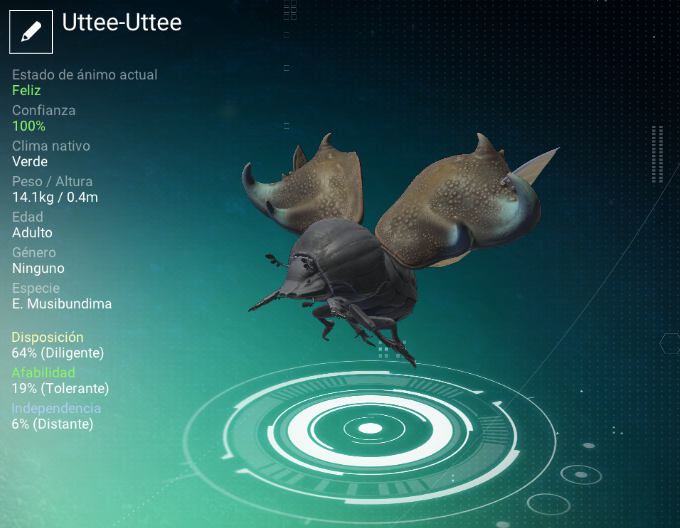 Uttee-Uttee
Estado de ánimo actual
Feliz
Confianza
100%
Clima nativo
Verde
Peso / Altura
14.1kg / 0.4m
Edad
Adulto
Género
Ninguno
Especie
E. Musibundima
Disposición
64% (Diligente)
Afabilidad
19% (Tolerante)
Independencia
6% (Distante)